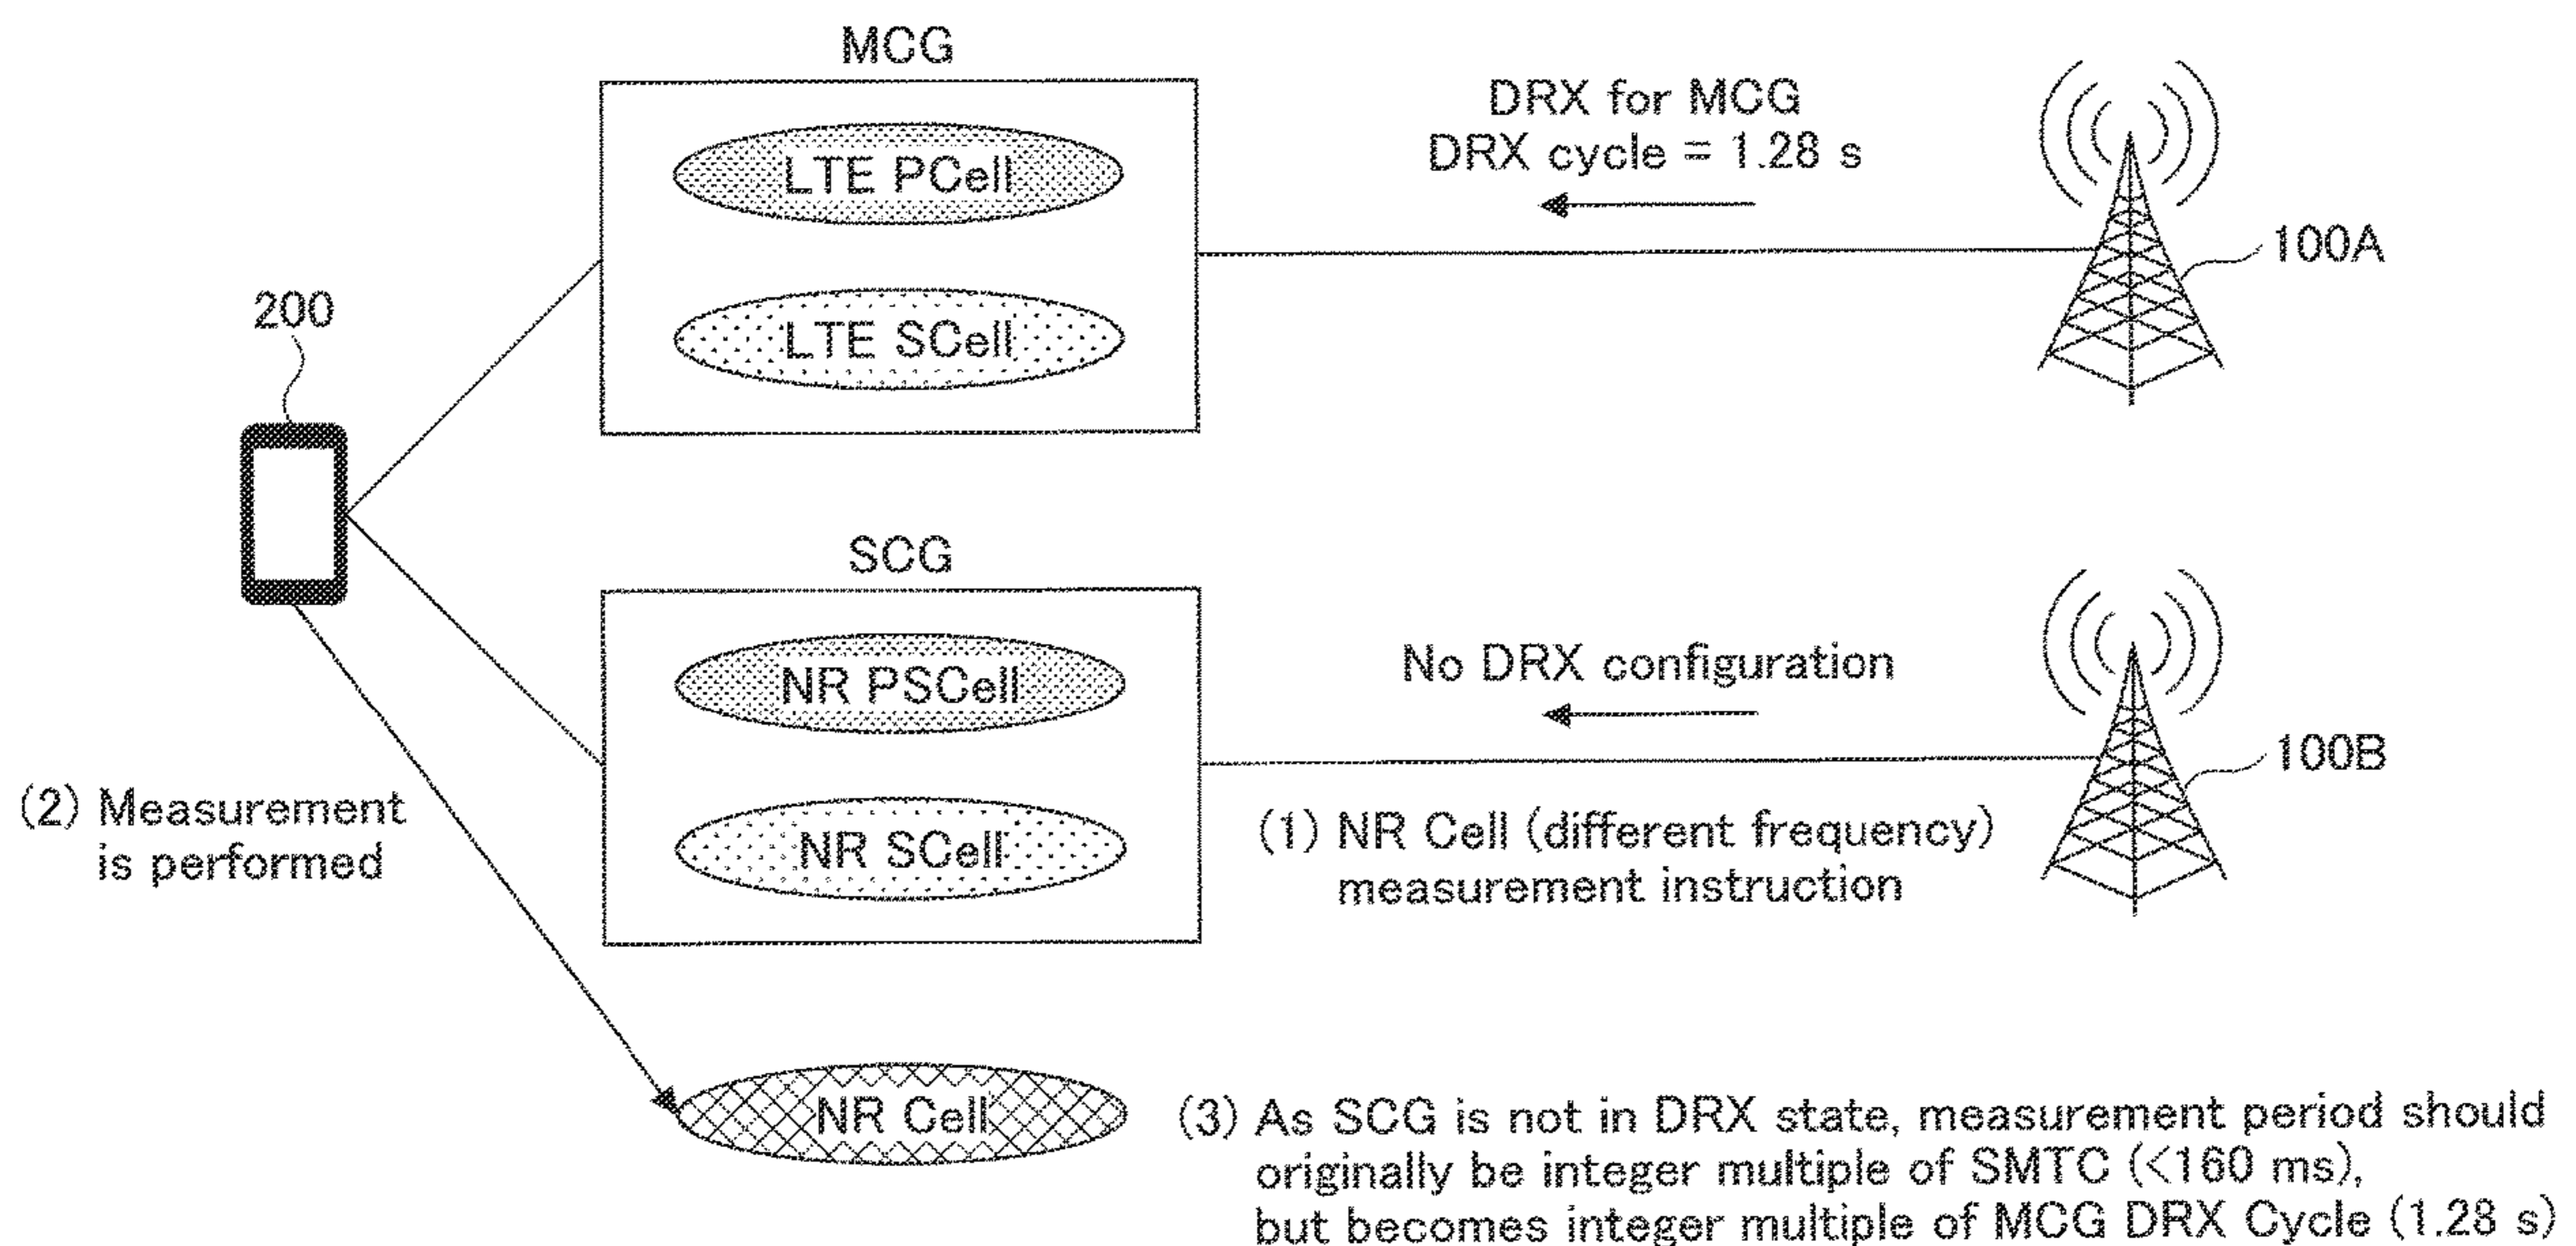 MCG
LTE PCell
LTE SCell
DRX for MCG
DRX cycle = 1.28 s
100A
200
SCG
NR PSCell
NR SCell
No DRX configuration
100B
(1) NR Cell (different frequency)
measurement instruction
(2) Measurement
is performed
NR Cell
(3) As SCG is not in DRX state, measurement period should
originally be integer multiple of SMTC (<160 ms),
but becomes integer multiple of MCG DRX Cycle (1.28 s)